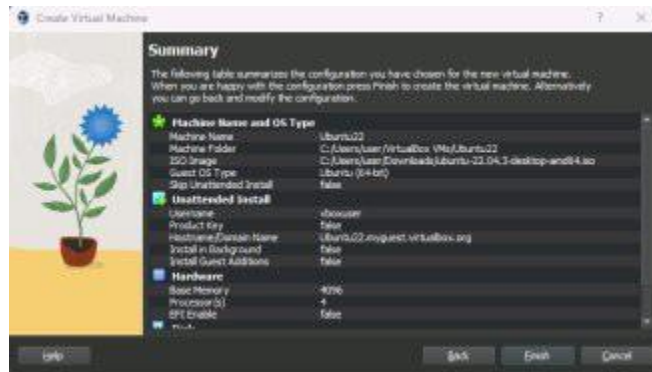 Create Virtual Machine
Summary
The following table summarizes the configuration you have chosen for the new virtual machine.
When you are happy with the configuration press Finish to create the virtual machine. Alternatively
you can go back and modify the configuration.
Machine Name and OS Type
Machine Name Ubuntu22
Machine Folder C:/Users/user/VirtualBox VMs/Ubuntu22
ISO Image C:/Users/user/Downloads/ubuntu-22.04.3-desktop-amd64.iso
Guest OS Type Ubuntu (64-bit)
Skip Unattended Install false
Unattended Install
Username vboxuser
Product Key false
Hostname/Domain Name Ubuntu22.myguest.virtualbox.org
Install in Background false
Install Guest Additions false
Hardware
Base Memory 4096
Processor(s) 4
EFI Enable false
Help Back Finish Cancel